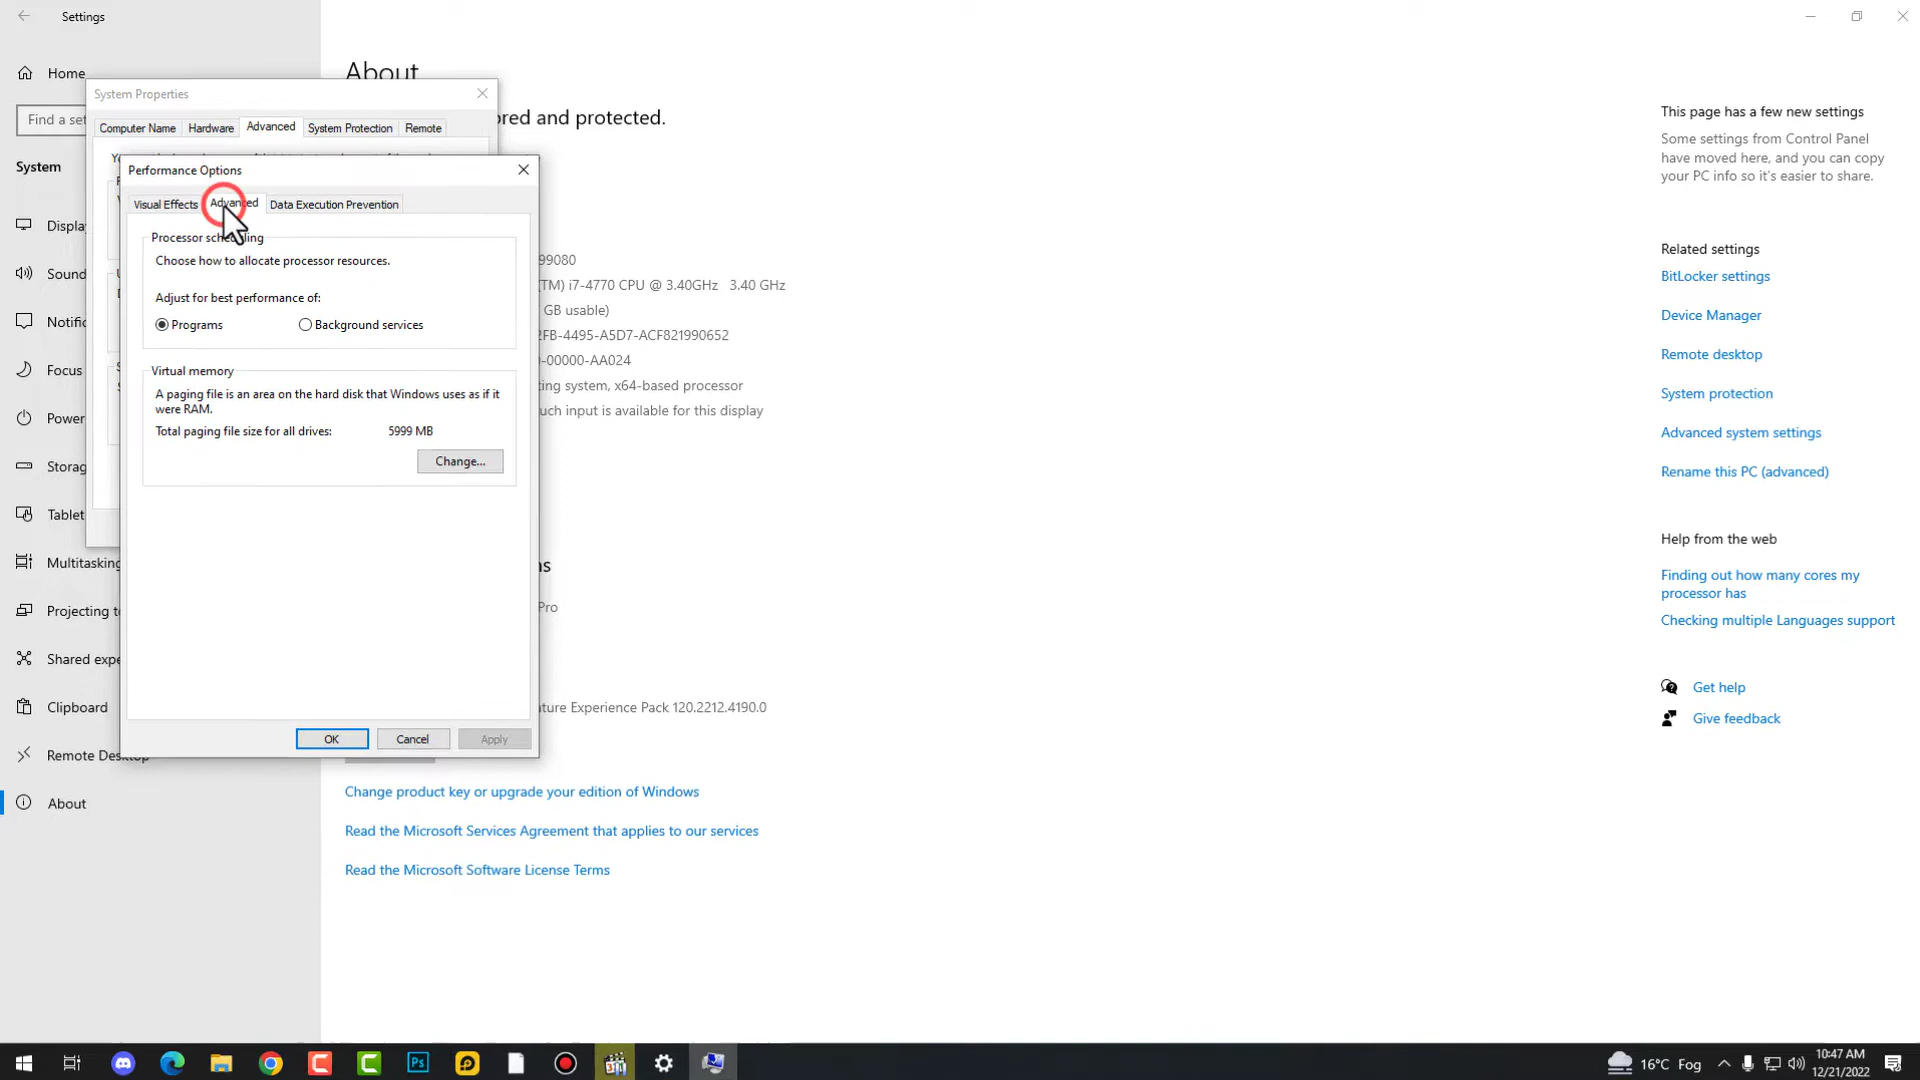 Settings
Home
Find a se
System
Displa
Sound
Notific
Focus
Power
Storag
Tablet
Multitasking
Projecting to
Shared expe
Clipboard
Remote Desktop
About
System Properties
Computer Name
Hardware
Advanced
System Protection
Remote
Performance Options
Visual Effects
Advanced
Data Execution Prevention
Processor scheduling
Choose how to allocate processor resources.
Adjust for best performance of:
Programs
Background services
Virtual memory
A paging file is an area on the hard disk that Windows uses as if it
were RAM.
Total paging file size for all drives: 5999 MB
Change...
OK
Cancel
Apply
About
ored and protected.
99080
(TM) i7-4770 CPU @ 3.40GHz 3.40 GHz
GB usable)
2FB-4495-A5D7-ACF821990652
0-00000-AA024
ting system, x64-based processor
uch input is available for this display
ns
Pro
ature Experience Pack 120.2212.4190.0
Change product key or upgrade your edition of Windows
Read the Microsoft Services Agreement that applies to our services
Read the Microsoft Software License Terms
This page has a few new settings
Some settings from Control Panel
have moved here, and you can copy
your PC info so it's easier to share.
Related settings
BitLocker settings
Device Manager
Remote desktop
System protection
Advanced system settings
Rename this PC (advanced)
Help from the web
Finding out how many cores my
processor has
Checking multiple Languages support
Get help
Give feedback
Ps
16°C Fog
10:47 AM
12/21/2022